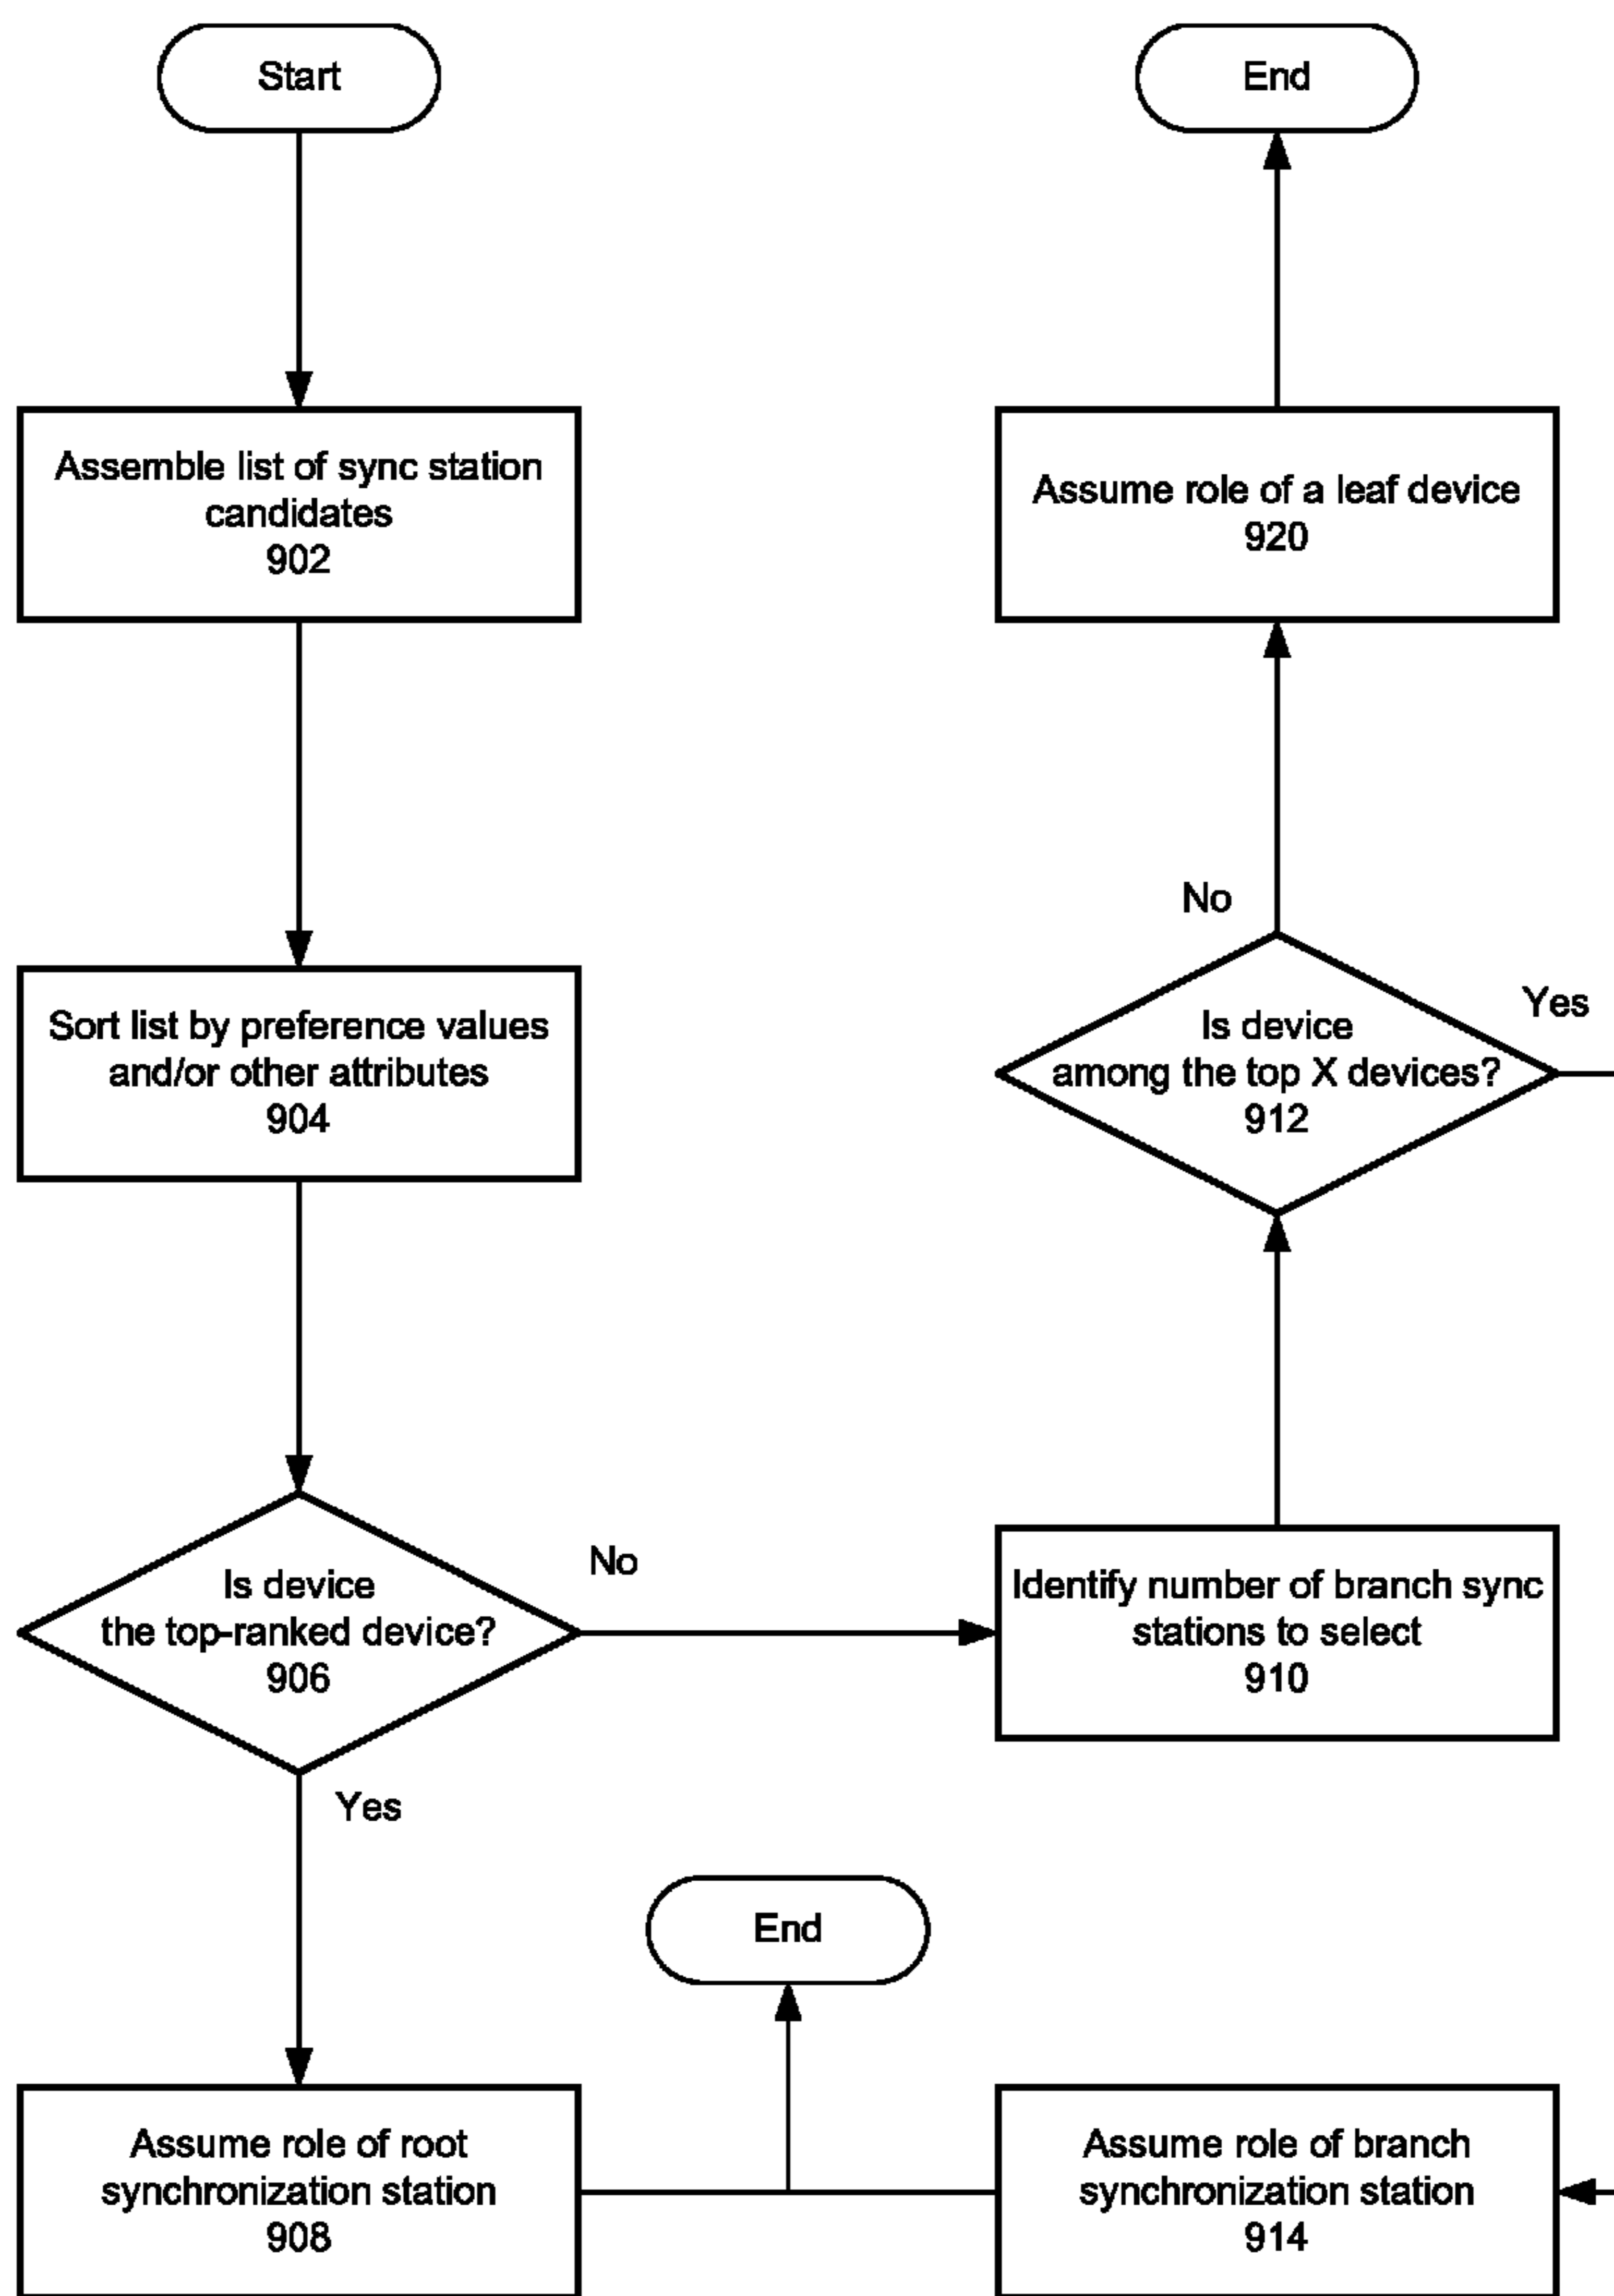 Start
Assemble list of sync station
candidates
902
Sort list by preference values
and/or other attributes
904
Is device
the top-ranked device?
906
No
Yes
Assume role of root
synchronization station
908
End
Identify number of branch sync
stations to select
910
Is device
among the top X devices?
912
No
Yes
Assume role of a leaf device
920
End
Assume role of branch
synchronization station
914